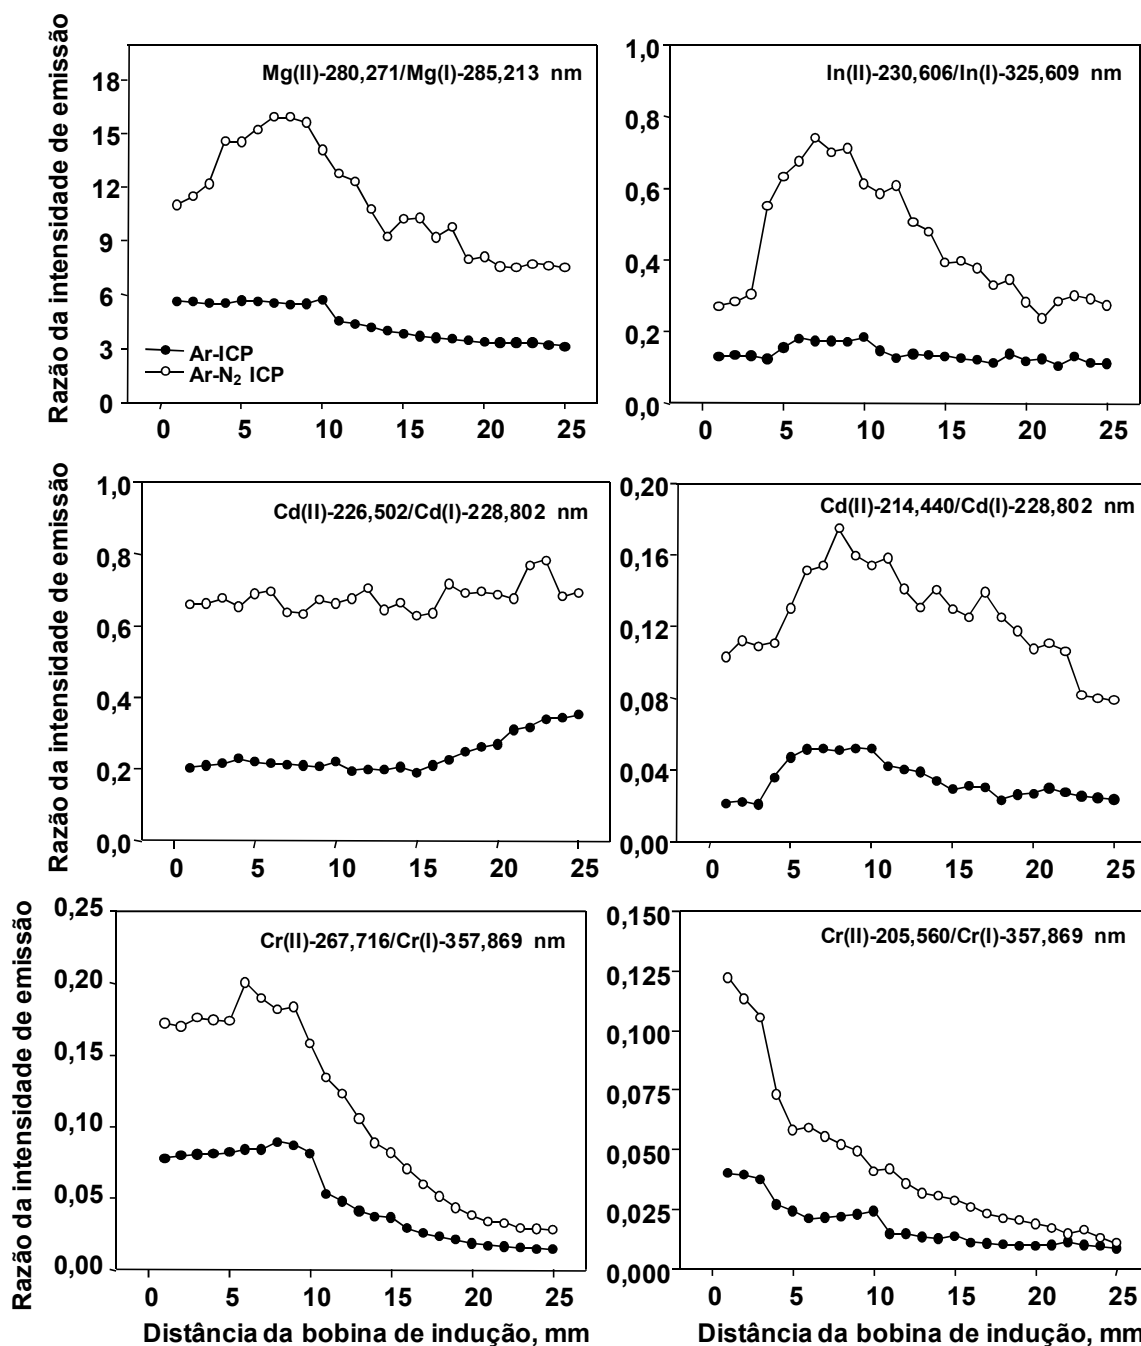 Razão da intensidade de emissão
Mg(II)-280,271/Mg(I)-285,213 nm
18
15
12
9
6
3
0
Ar-ICP
Ar-N₂ ICP
0 5 10 15 20 25
In(II)-230,606/In(I)-325,609 nm
1,0
0,8
0,6
0,4
0,2
0,0
0 5 10 15 20 25
Razão da intensidade de emissão
Cd(II)-226,502/Cd(I)-228,802 nm
1,0
0,8
0,6
0,4
0,2
0,0
0 5 10 15 20 25
Cd(II)-214,440/Cd(I)-228,802 nm
0,20
0,16
0,12
0,08
0,04
0,00
0 5 10 15 20 25
Razão da intensidade de emissão
Cr(II)-267,716/Cr(I)-357,869 nm
0,25
0,20
0,15
0,10
0,05
0,00
0 5 10 15 20 25
Distância da bobina de indução, mm
Cr(II)-205,560/Cr(I)-357,869 nm
0,150
0,125
0,100
0,075
0,050
0,025
0,000
0 5 10 15 20 25
Distância da bobina de indução, mm